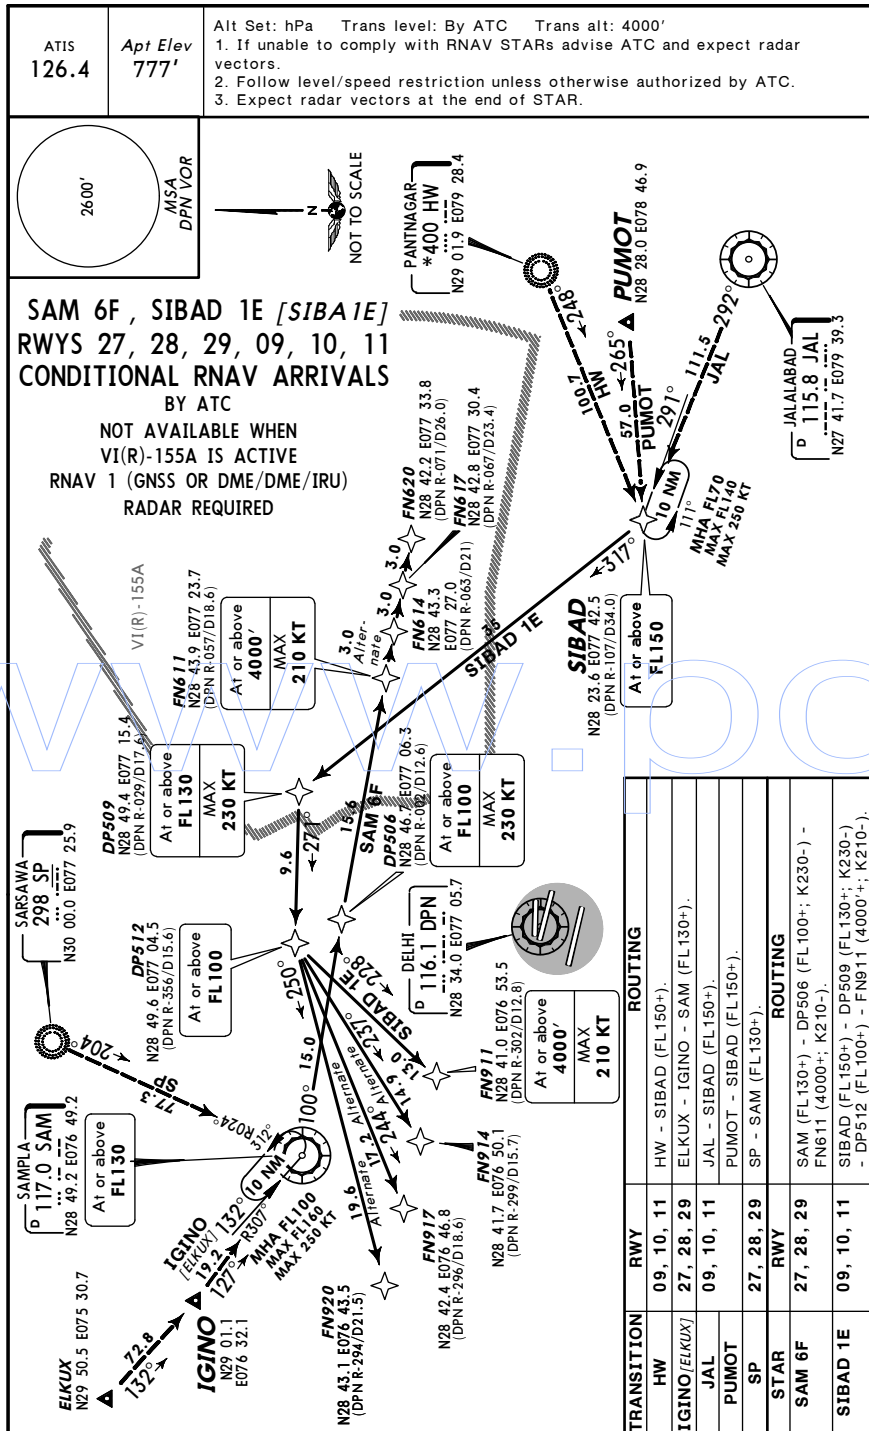 ATIS
126.4
Apt Elev
777'
Alt Set: hPa Trans level: By ATC Trans alt: 4000'
1. If unable to comply with RNAV STARs advise ATC and expect radar
vectors.
2. Follow level/speed restriction unless otherwise authorized by ATC.
3. Expect radar vectors at the end of STAR.
2600'
MSA
DPN VOR
N
NOT TO SCALE
SAM 6F , SIBAD 1E [SIBA1E]
RWYS 27, 28, 29, 09, 10, 11
CONDITIONAL RNAV ARRIVALS
BY ATC
NOT AVAILABLE WHEN
VI(R)-155A IS ACTIVE
RNAV 1 (GNSS OR DME/DME/IRU)
RADAR REQUIRED
PANTNAGAR
*400 HW
N29 01.9 E079 28.4
PUMOT
N28 28.0 E078 46.9
JALALABAD
D 115.8 JAL
N27 41.7 E079 39.3
248°
100.7
HW
265°
57.0
PUMOT
292°
111.5
JAL
291°
10 NM
111°
MHA FL70
MAX FL140
MAX 250 KT
317°
35
SIBAD 1E
SIBAD
N28 23.6 E077 42.5
(DPN R-107/D34.0)
At or above
FL150
FN620
N28 42.2 E077 33.8
(DPN R-071/D26.0)
FN617
N28 42.8 E077 30.4
(DPN R-067/D23.4)
FN614
N28 43.3
E077 27.0
(DPN R-063/D21)
3.0
3.0
3.0
Alter-
nate
VI(R)-155A
FN611
N28 43.9 E077 23.7
(DPN R-057/D18.6)
At or above
4000'
MAX
210 KT
DP509
N28 49.4 E077 15.4
(DPN R-029/D17.6)
At or above
FL130
MAX
230 KT
271°
9.6
15.6
SAM 6F
DP506
N28 46.7 E077 06.3
(DPN R-002/D12.6)
At or above
FL100
MAX
230 KT
SARSAWA
298 SP
N30 00.0 E077 25.9
DP512
N28 49.6 E077 04.5
(DPN R-356/D15.6)
At or above
FL100
DELHI
D 116.1 DPN
N28 34.0 E077 05.7
250°
228°
SIBAD 1E
13.0
237°
14.9 Alternate
244°
17.2 Alternate
19.6
Alternate
FN911
N28 41.0 E076 53.5
(DPN R-302/D12.8)
At or above
4000'
MAX
210 KT
FN914
N28 41.7 E076 50.1
(DPN R-299/D15.7)
FN917
N28 42.4 E076 46.8
(DPN R-296/D18.6)
FN920
N28 43.1 E076 43.5
(DPN R-294/D21.5)
204°
SP
77.3
R024°
312°
100°
15.0
SAMPLA
D 117.0 SAM
N28 49.2 E076 49.2
At or above
FL130
10 NM
IGINO
[ELKUX]
132°
19.2
R307°
127°
MHA FL100
MAX FL160
MAX 250 KT
IGINO
N29 01.1
E076 32.1
ELKUX
N29 50.5 E075 30.7
72.8
132°
TRANSITION RWY ROUTING
HW 09, 10, 11 HW - SIBAD (FL150+).
IGINO[ELKUX] 27, 28, 29 ELKUX - IGINO - SAM (FL130+).
JAL 09, 10, 11 JAL - SIBAD (FL150+).
PUMOT PUMOT - SIBAD (FL150+).
SP 27, 28, 29 SP - SAM (FL130+).
STAR RWY ROUTING
SAM 6F 27, 28, 29 SAM (FL130+) - DP506 (FL100+; K230-) -
FN611 (4000+; K210-).
SIBAD 1E 09, 10, 11 SIBAD (FL150+) - DP509 (FL130+; K230-)
- DP512 (FL100+) - FN911 (4000'+; K210-).
www.po